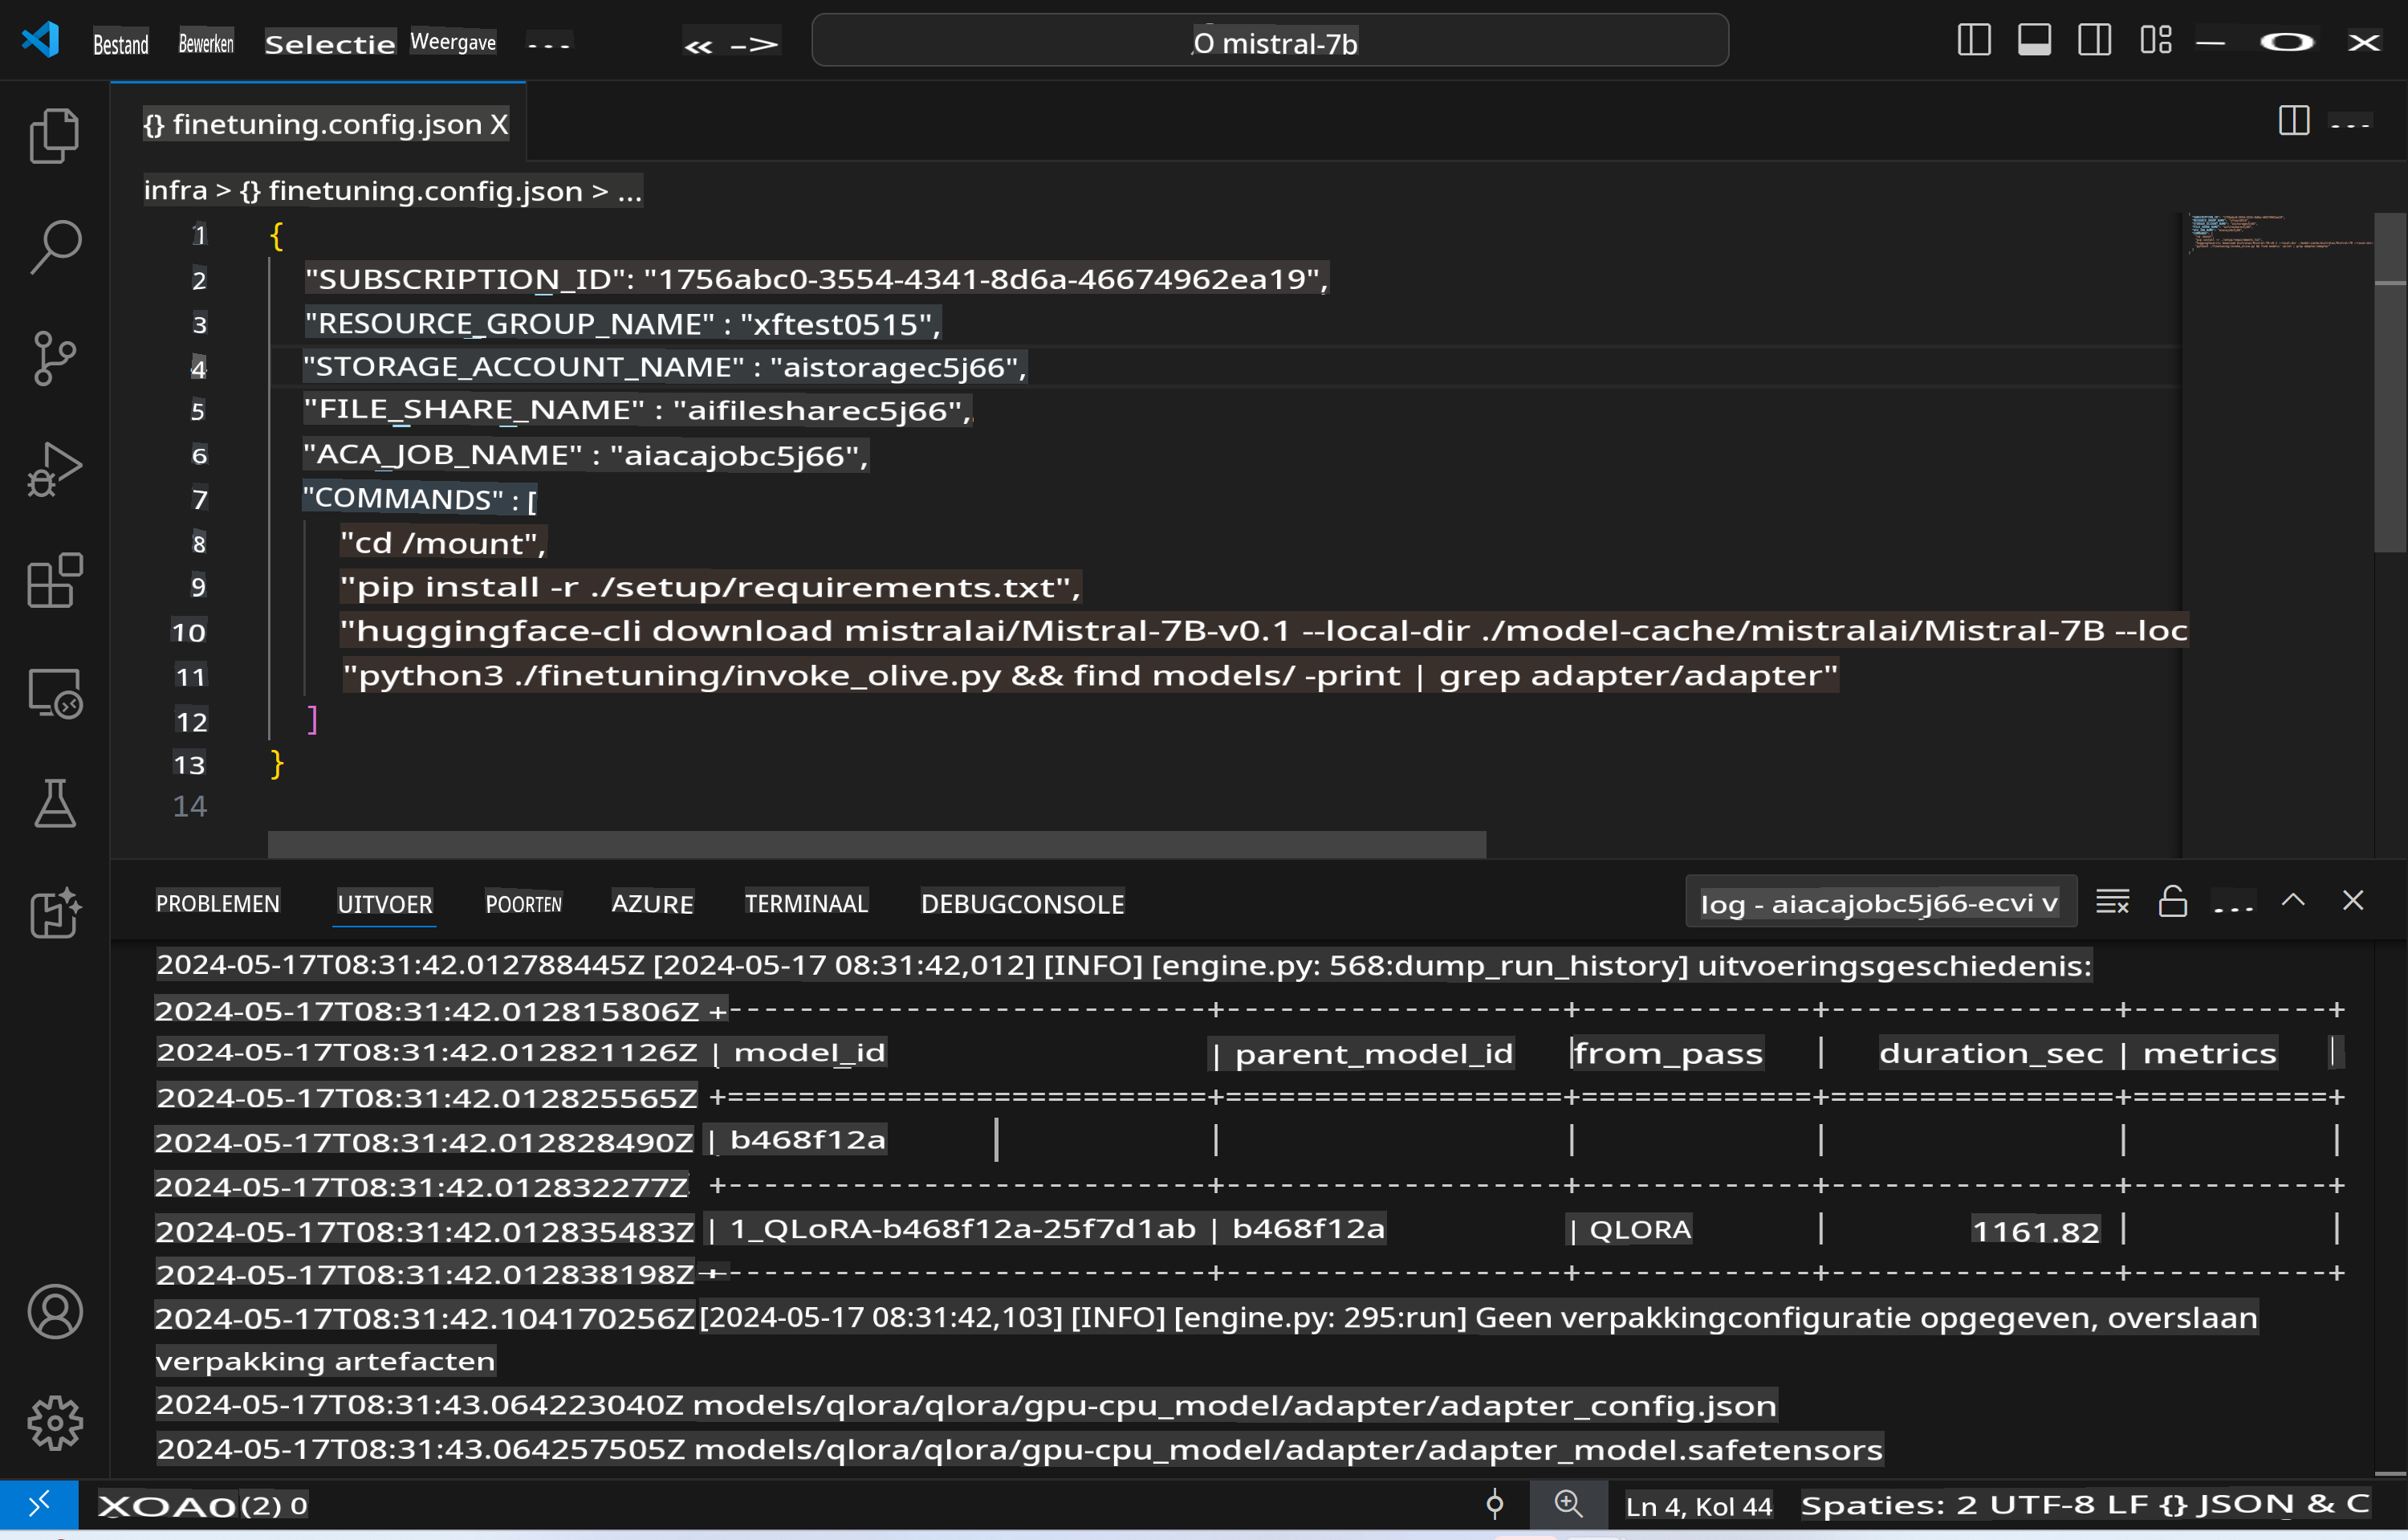 Bestand Bewerken Selectie Weergave ... « -> mistral-7b
{} finetuning.config.json X
infra > {} finetuning.config.json > ...
1 {
2 "SUBSCRIPTION_ID": "1756abc0-3554-4341-8d6a-46674962ea19",
3 "RESOURCE_GROUP_NAME" : "xftest0515",
4 "STORAGE_ACCOUNT_NAME" : "aistoragec5j66",
5 "FILE_SHARE_NAME" : "aifilesharec5j66",
6 "ACA_JOB_NAME" : "aiacajobc5j66",
7 "COMMANDS" : [
8 "cd /mount",
9 "pip install -r ./setup/requirements.txt",
10 "huggingface-cli download mistralai/Mistral-7B-v0.1 --local-dir ./model-cache/mistralai/Mistral-7B --loc
11 "python3 ./finetuning/invoke_olive.py && find models/ -print | grep adapter/adapter"
12 ]
13 }
14
PROBLEMEN UITVOER POORTEN AZURE TERMINAAL DEBUGCONSOLE log - aiacajobc5j66-ecvi v
2024-05-17T08:31:42.012788445Z [2024-05-17 08:31:42,012] [INFO] [engine.py: 568:dump_run_history] uitvoeringsgeschiedenis:
2024-05-17T08:31:42.012815806Z +---------------------------+-------------------+-------------+----------------+-----------+
2024-05-17T08:31:42.012821126Z | model_id | parent_model_id |from_pass | duration_sec | metrics |
2024-05-17T08:31:42.012825565Z +===========================+===================+=============+================+===========+
2024-05-17T08:31:42.012828490Z | b468f12a | | | | | |
2024-05-17T08:31:42.012832277Z +---------------------------+-------------------+-------------+----------------+-----------+
2024-05-17T08:31:42.012835483Z | 1_QLoRA-b468f12a-25f7d1ab | b468f12a | QLORA | 1161.82 | |
2024-05-17T08:31:42.012838198Z +---------------------------+-------------------+-------------+----------------+-----------+
2024-05-17T08:31:42.104170256Z [2024-05-17 08:31:42,103] [INFO] [engine.py: 295:run] Geen verpakkingconfiguratie opgegeven, overslaan
verpakking artefacten
2024-05-17T08:31:43.064223040Z models/qlora/qlora/gpu-cpu_model/adapter/adapter_config.json
2024-05-17T08:31:43.064257505Z models/qlora/qlora/gpu-cpu_model/adapter/adapter_model.safetensors
XOA0 (2) 0 Ln 4, Kol 44 Spaties: 2 UTF-8 LF {} JSON & C